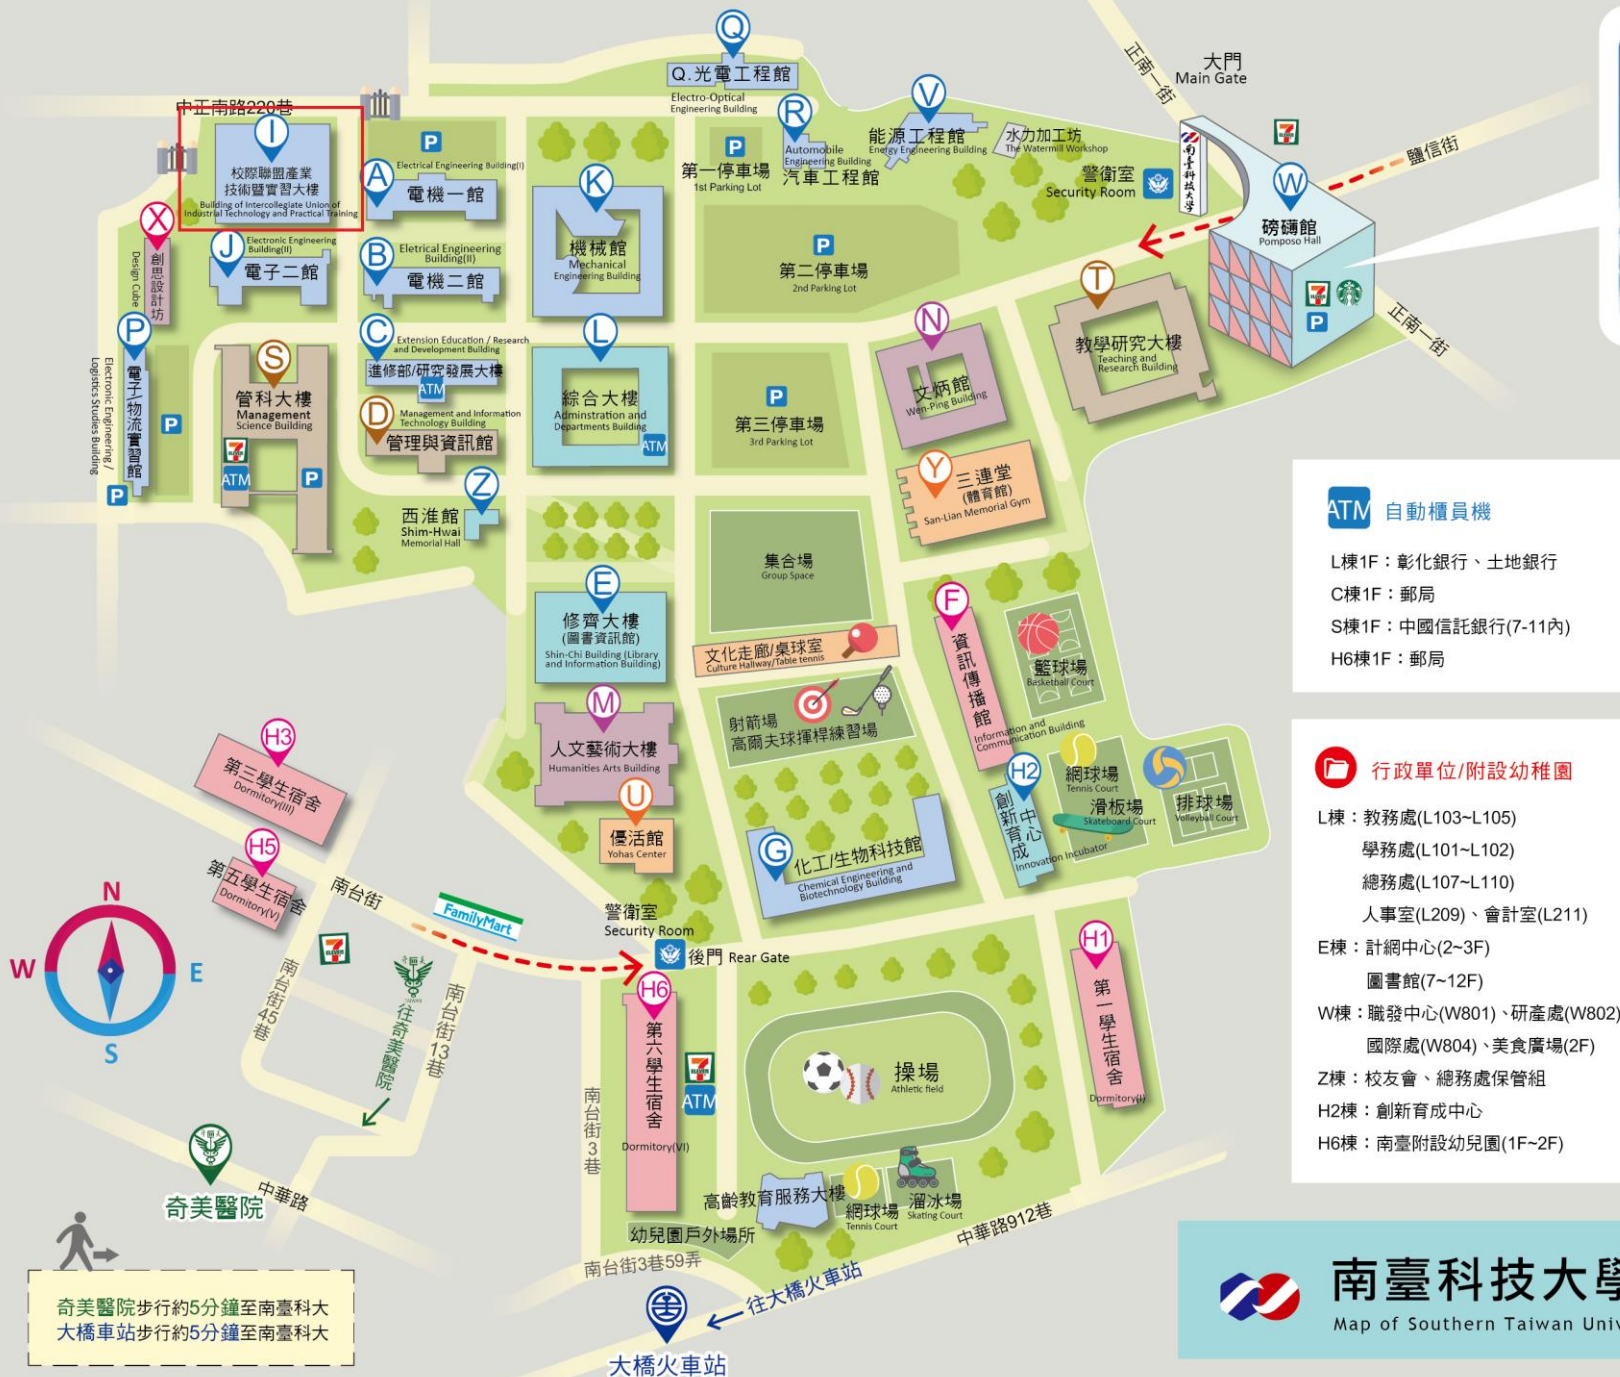 Q
Q.光電工程館
Electro-Optical
Engineering Building
大門
Main Gate
正南一街
中正南路220巷
I
校際聯盟產業
技術暨實習大樓
Building of Intercollegiate Union of
Industrial Technology and Practical Training
P
Electrical Engineering Building(I)
A
電機一館
K
機械館
Mechanical
Engineering Building
P
第一停車場
1st Parking Lot
R
Automobile
Engineering Building
汽車工程館
V
能源工程館
Energy Engineering Building
水力加工坊
The Watermill Workshop
警衛室
Security Room
南臺科技大學
7
ELEVEN
鹽信街
W
磅礴館
Pomposo Hall
7
ELEVEN
P
正南一街
X
創思設計坊
Design Cube
J
Electronic Engineering
Building(II)
電子二館
B
Eletrical Engineering
Building(II)
電機二館
P
第二停車場
2nd Parking Lot
T
教學研究大樓
Teaching and
Research Building
P
電子/物流實習館
Electronic Engineering /
Logistics Studies Building
P
P
S
管科大樓
Management
Science Building
7
ELEVEN
ATM
P
C
Extension Education / Research
and Development Building
進修部/研究發展大樓
ATM
D
Management and Information
Technology Building
管理與資訊館
L
綜合大樓
Adminstration and
Departments Building
ATM
P
第三停車場
3rd Parking Lot
N
文炳館
Wen-Ping Building
Y
三連堂
(體育館)
San-Lian Memorial Gym
Z
西淮館
Shim-Hwai
Memorial Hall
集合場
Group Space
E
修齊大樓
(圖書資訊館)
Shin-Chi Building (Library
and Information Building)
文化走廊/桌球室
Culture Hallway/Table tennis
F
資訊傳播館
Information and
Communication Building
籃球場
Basketball Court
M
人文藝術大樓
Humanities Arts Building
射箭場
高爾夫球揮桿練習場
H2
創新育成中心
Innovation Incubator
網球場
Tennis Court
滑板場
Skateboard Court
排球場
Volleyball Court
U
優活館
Yohas Center
G
化工/生物科技館
Chemical Engineering and
Biotechnology Building
H3
第三學生宿舍
Dormitory(III)
H5
第五學生宿舍
Dormitory(V)
南台街
FamilyMart
警衛室
Security Room
後門 Rear Gate
7
ELEVEN
南台街45巷
往奇美醫院
南台街13巷
N
W
E
S
H6
第六學生宿舍
Dormitory(VI)
7
ELEVEN
ATM
南台街3巷
操場
Athletic field
H1
第一學生宿舍
Dormitory(I)
奇美醫院
中華路
高齡教育服務大樓
網球場
Tennis Court
溜冰場
Skating Court
幼兒園戶外場所
南台街3巷59弄
中華路912巷
往大橋火車站
大橋火車站
奇美醫院步行約5分鐘至南臺科大
大橋車站步行約5分鐘至南臺科大
ATM 自動櫃員機
L棟1F：彰化銀行、土地銀行
C棟1F：郵局
S棟1F：中國信託銀行(7-11內)
H6棟1F：郵局
行政單位/附設幼稚園
L棟：教務處(L103~L105)
學務處(L101~L102)
總務處(L107~L110)
人事室(L209)、會計室(L211)
E棟：計網中心(2~3F)
圖書館(7~12F)
W棟：職發中心(W801)、研產處(W802)
國際處(W804)、美食廣場(2F)
Z棟：校友會、總務處保管組
H2棟：創新育成中心
H6棟：南臺附設幼兒園(1F~2F)
南臺科技大學
Map of Southern Taiwan Univ